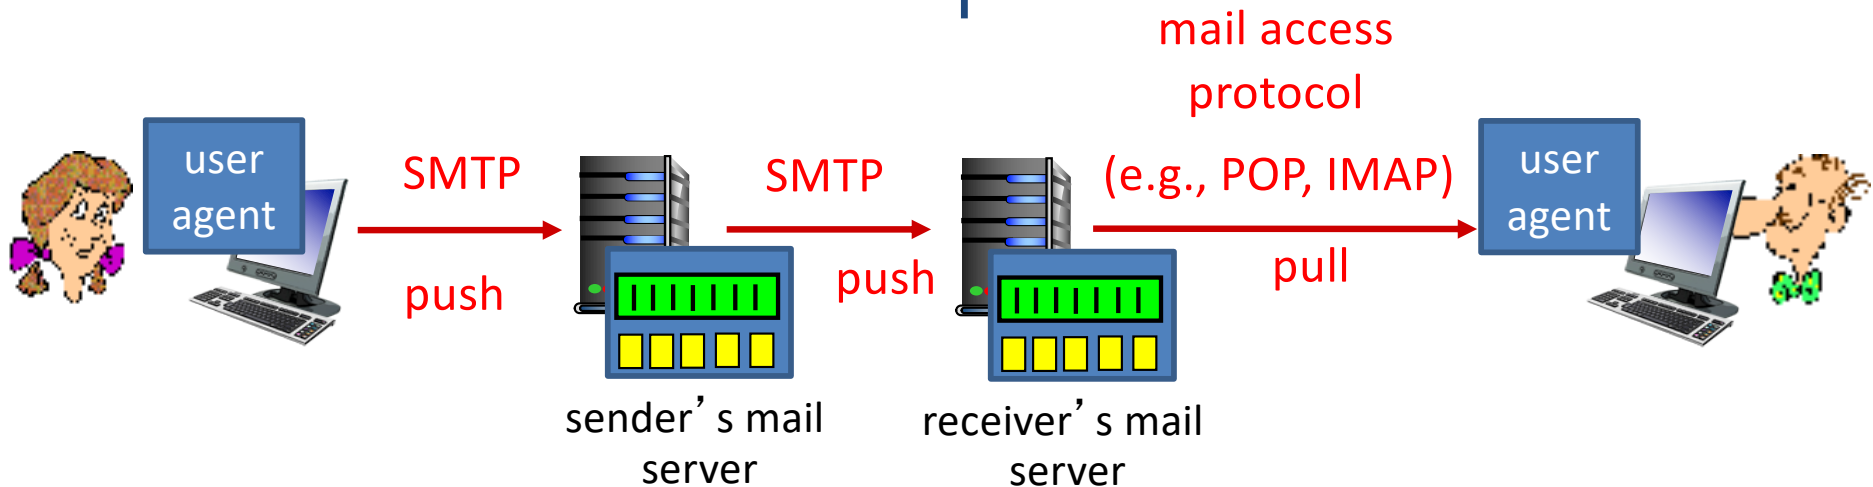 mail access
protocol
user
agent
SMTP
push
SMTP
push
(e.g., POP, IMAP)
pull
user
agent
sender’s mail
server
receiver’s mail
server